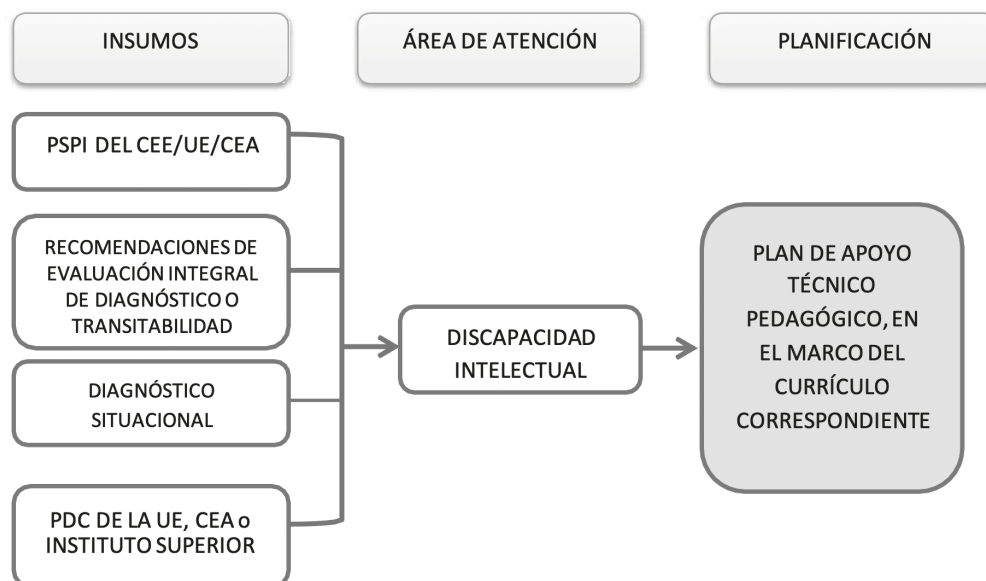 INSUMOS
ÁREA DE ATENCIÓN
PLANIFICACIÓN
PSPI DEL CEE/UE/CEA
RECOMENDACIONES DE
EVALUACIÓN INTEGRAL
DE DIAGNÓSTICO O
TRANSITABILIDAD
DIAGNÓSTICO
SITUACIONAL
PDC DE LA UE, CEA o
INSTITUTO SUPERIOR
DISCAPACIDAD
INTELECTUAL
PLAN DE APOYO
TÉCNICO
PEDAGÓGICO, EN
EL MARCO DEL
CURRÍCULO
CORRESPONDIENTE